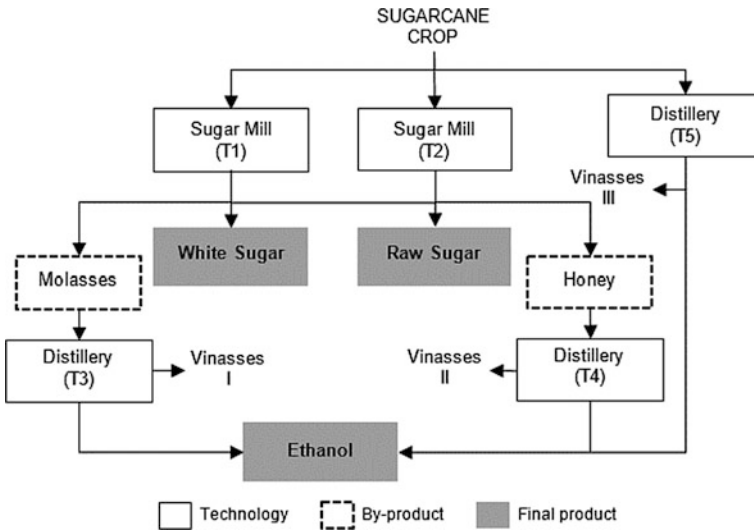 SUGARCANE
CROP
Sugar Mill
(T1)
Sugar Mill
(T2)
Distillery
(T5)
Vinasses
III
White Sugar
Raw Sugar
Molasses
Honey
Distillery
(T3)
Vinasses
I
Vinasses
II
Distillery
(T4)
Ethanol
Technology
By-product
Final product